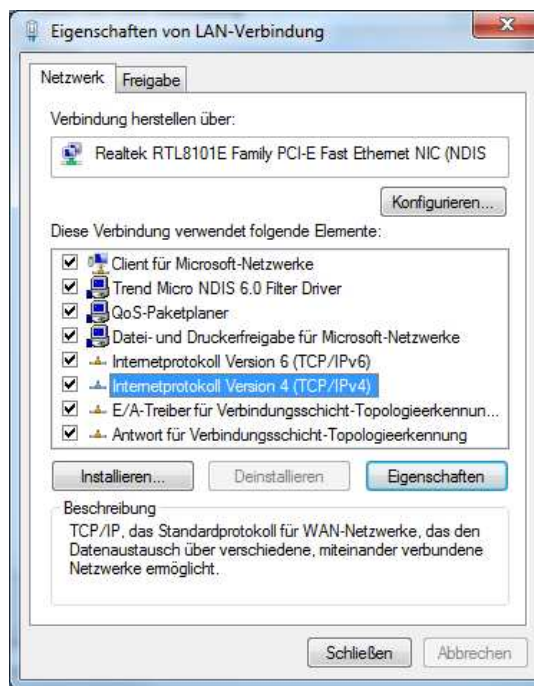 Eigenschaften von LAN-Verbindung
Netzwerk
Freigabe
Verbindung herstellen über:
Realtek RTL8101E Family PCI-E Fast Ethernet NIC (NDIS
Konfigurieren...
Diese Verbindung verwendet folgende Elemente:
Client für Microsoft-Netzwerke
Trend Micro NDIS 6.0 Filter Driver
QoS-Paketplaner
Datei- und Druckerfreigabe für Microsoft-Netzwerke
Internetprotokoll Version 6 (TCP/IPv6)
Internetprotokoll Version 4 (TCP/IPv4)
E/A-Treiber für Verbindungsschicht-Topologieerkennun...
Antwort für Verbindungsschicht-Topologieerkennung
Installieren...
Deinstallieren
Eigenschaften
Beschreibung
TCP/IP, das Standardprotokoll für WAN-Netzwerke, das den
Datenaustausch über verschiedene, miteinander verbundene
Netzwerke ermöglicht.
Schließen
Abbrechen